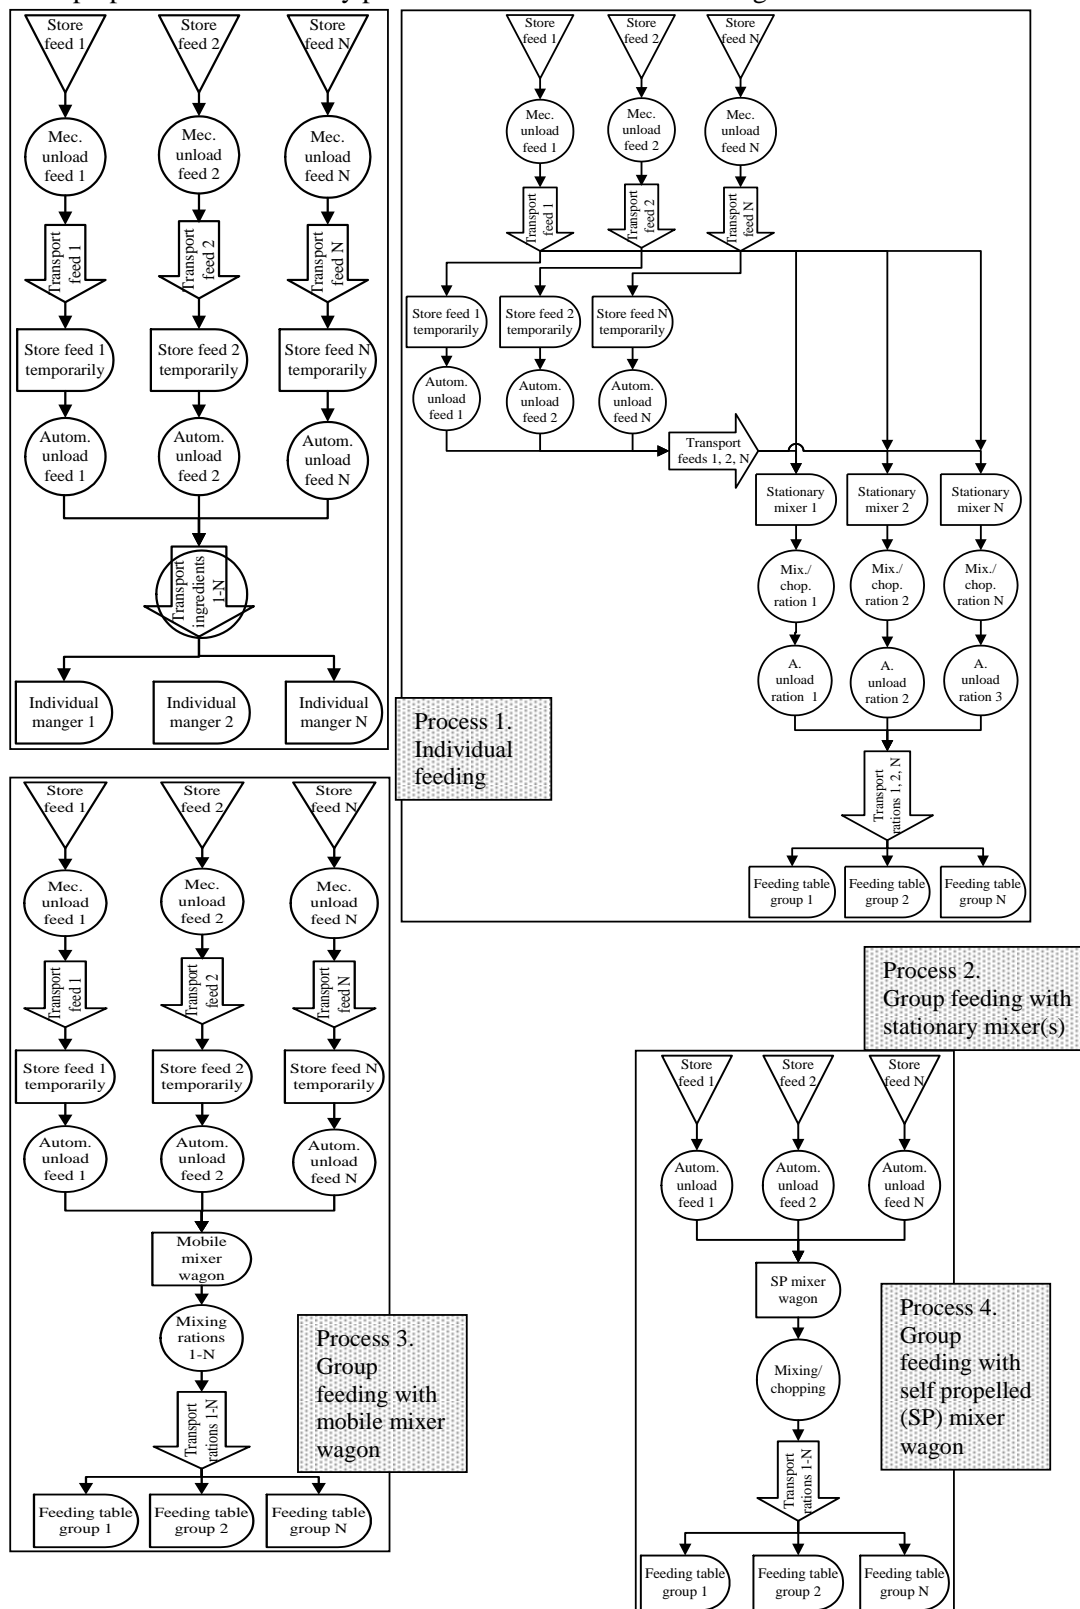 Store
feed 1
Store
feed 2
Store
feed N
Mec.
unload
feed 1
Mec.
unload
feed 2
Mec.
unload
feed N
Transport
feed 1
Transport
feed 2
Transport
feed N
Store feed 1
temporarily
Store feed 2
temporarily
Store feed N
temporarily
Autom.
unload
feed 1
Autom.
unload
feed 2
Autom.
unload
feed N
Transport
ingredients
1-N
Individual
manger 1
Individual
manger 2
Individual
manger N
Process 1.
Individual
feeding
Store
feed 1
Store
feed 2
Store
feed N
Mec.
unload
feed 1
Mec.
unload
feed 2
Mec.
unload
feed N
Transport
feed 1
Transport
feed 2
Transport
feed N
Store feed 1
temporarily
Store feed 2
temporarily
Store feed N
temporarily
Autom.
unload
feed 1
Autom.
unload
feed 2
Autom.
unload
feed N
Transport
feeds 1, 2, N
Stationary
mixer 1
Stationary
mixer 2
Stationary
mixer N
Mix./
chop.
ration 1
Mix./
chop.
ration 2
Mix./
chop.
ration N
A.
unload
ration 1
A.
unload
ration 2
A.
unload
ration 3
Transport
rations 1, 2, N
Feeding table
group 1
Feeding table
group 2
Feeding table
group N
Process 2.
Group feeding with
stationary mixer(s)
Store
feed 1
Store
feed 2
Store
feed N
Mec.
unload
feed 1
Mec.
unload
feed 2
Mec.
unload
feed N
Transport
feed 1
Transport
feed 2
Transport
feed N
Store feed 1
temporarily
Store feed 2
temporarily
Store feed N
temporarily
Autom.
unload
feed 1
Autom.
unload
feed 2
Autom.
unload
feed N
Mobile
mixer
wagon
Mixing
rations
1-N
Transport
rations 1-N
Feeding table
group 1
Feeding table
group 2
Feeding table
group N
Process 3.
Group
feeding with
mobile mixer
wagon
Store
feed 1
Store
feed 2
Store
feed N
Autom.
unload
feed 1
Autom.
unload
feed 2
Autom.
unload
feed N
SP mixer
wagon
Mixing/
chopping
Transport
rations 1-N
Feeding table
group 1
Feeding table
group 2
Feeding table
group N
Process 4.
Group
feeding with
self propelled
(SP) mixer
wagon